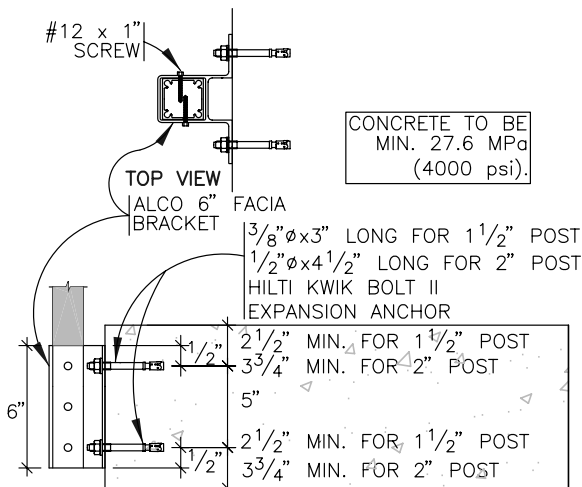 #12 x 1"
SCREW
CONCRETE TO BE
MIN. 27.6 MPa
(4000 psi).
TOP VIEW
ALCO 6" FACIA
BRACKET
3/8"øx3" LONG FOR 1 1/2" POST
1/2"øx4 1/2" LONG FOR 2" POST
HILTI KWIK BOLT II
EXPANSION ANCHOR
1/2"
2 1/2" MIN. FOR 1 1/2" POST
3 3/4" MIN. FOR 2" POST
6"
5"
2 1/2" MIN. FOR 1 1/2" POST
1/2"
3 3/4" MIN. FOR 2" POST